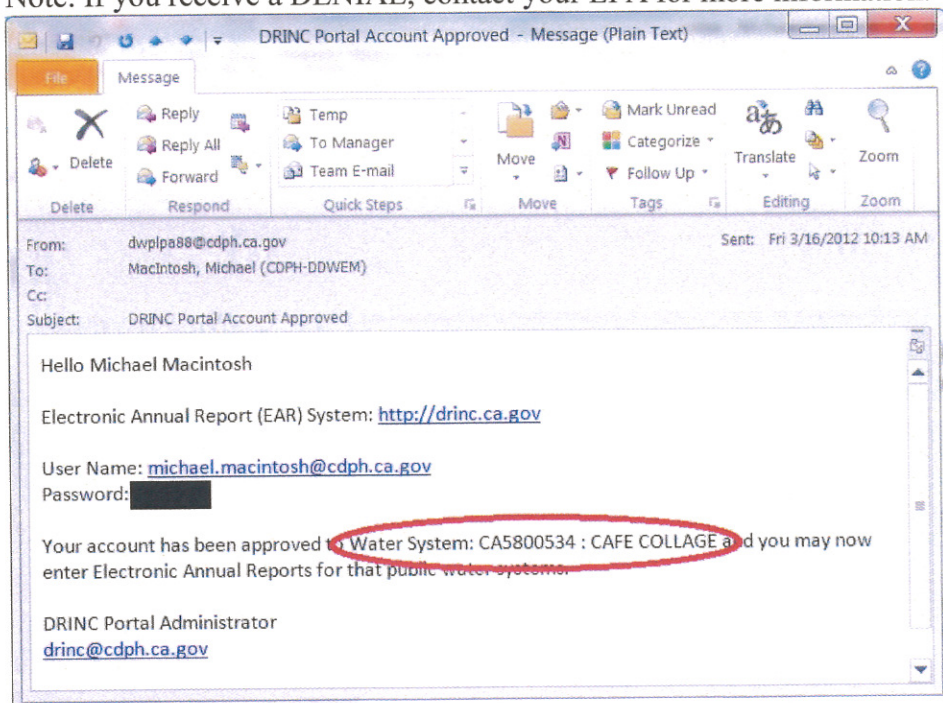 Note: If you receive a DENIAL, contact your LPA for more information.
DRINC Portal Account Approved - Message (Plain Text)
File Message
Reply Temp Mark Unread
Reply All To Manager Categorize
Delete Forward Team E-mail Move Follow Up Translate Zoom
Delete Respond Quick Steps Move Tags Editing Zoom
From: dwplpa88@cdph.ca.gov Sent: Fri 3/16/2012 10:13 AM
To: MacIntosh, Michael (CDPH-DDWEM)
Cc:
Subject: DRINC Portal Account Approved
Hello Michael Macintosh
Electronic Annual Report (EAR) System: http://drinc.ca.gov
User Name: michael.macintosh@cdph.ca.gov
Password:
Your account has been approved to Water System: CA5800534 : CAFE COLLAGE and you may now
enter Electronic Annual Reports for that public water systems.
DRINC Portal Administrator
drinc@cdph.ca.gov